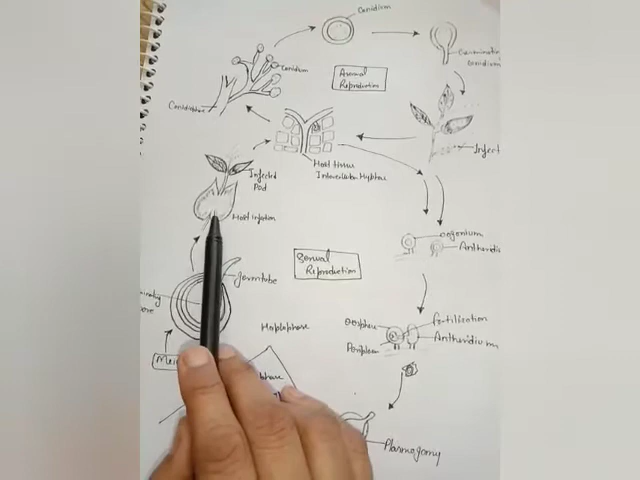 Conidium
Germinating
Conidium
Conidium
Asexual
Reproduction
Conidiophore
Infect
Host tissue
Intercellular Hyphae
Infected
Pod
Host infection
oogonium
Antheridi
Sexual
Reproduction
Germtube
Haplophase
Oosphere
Periplasm
fertilization
Antheridium
Plasmogamy